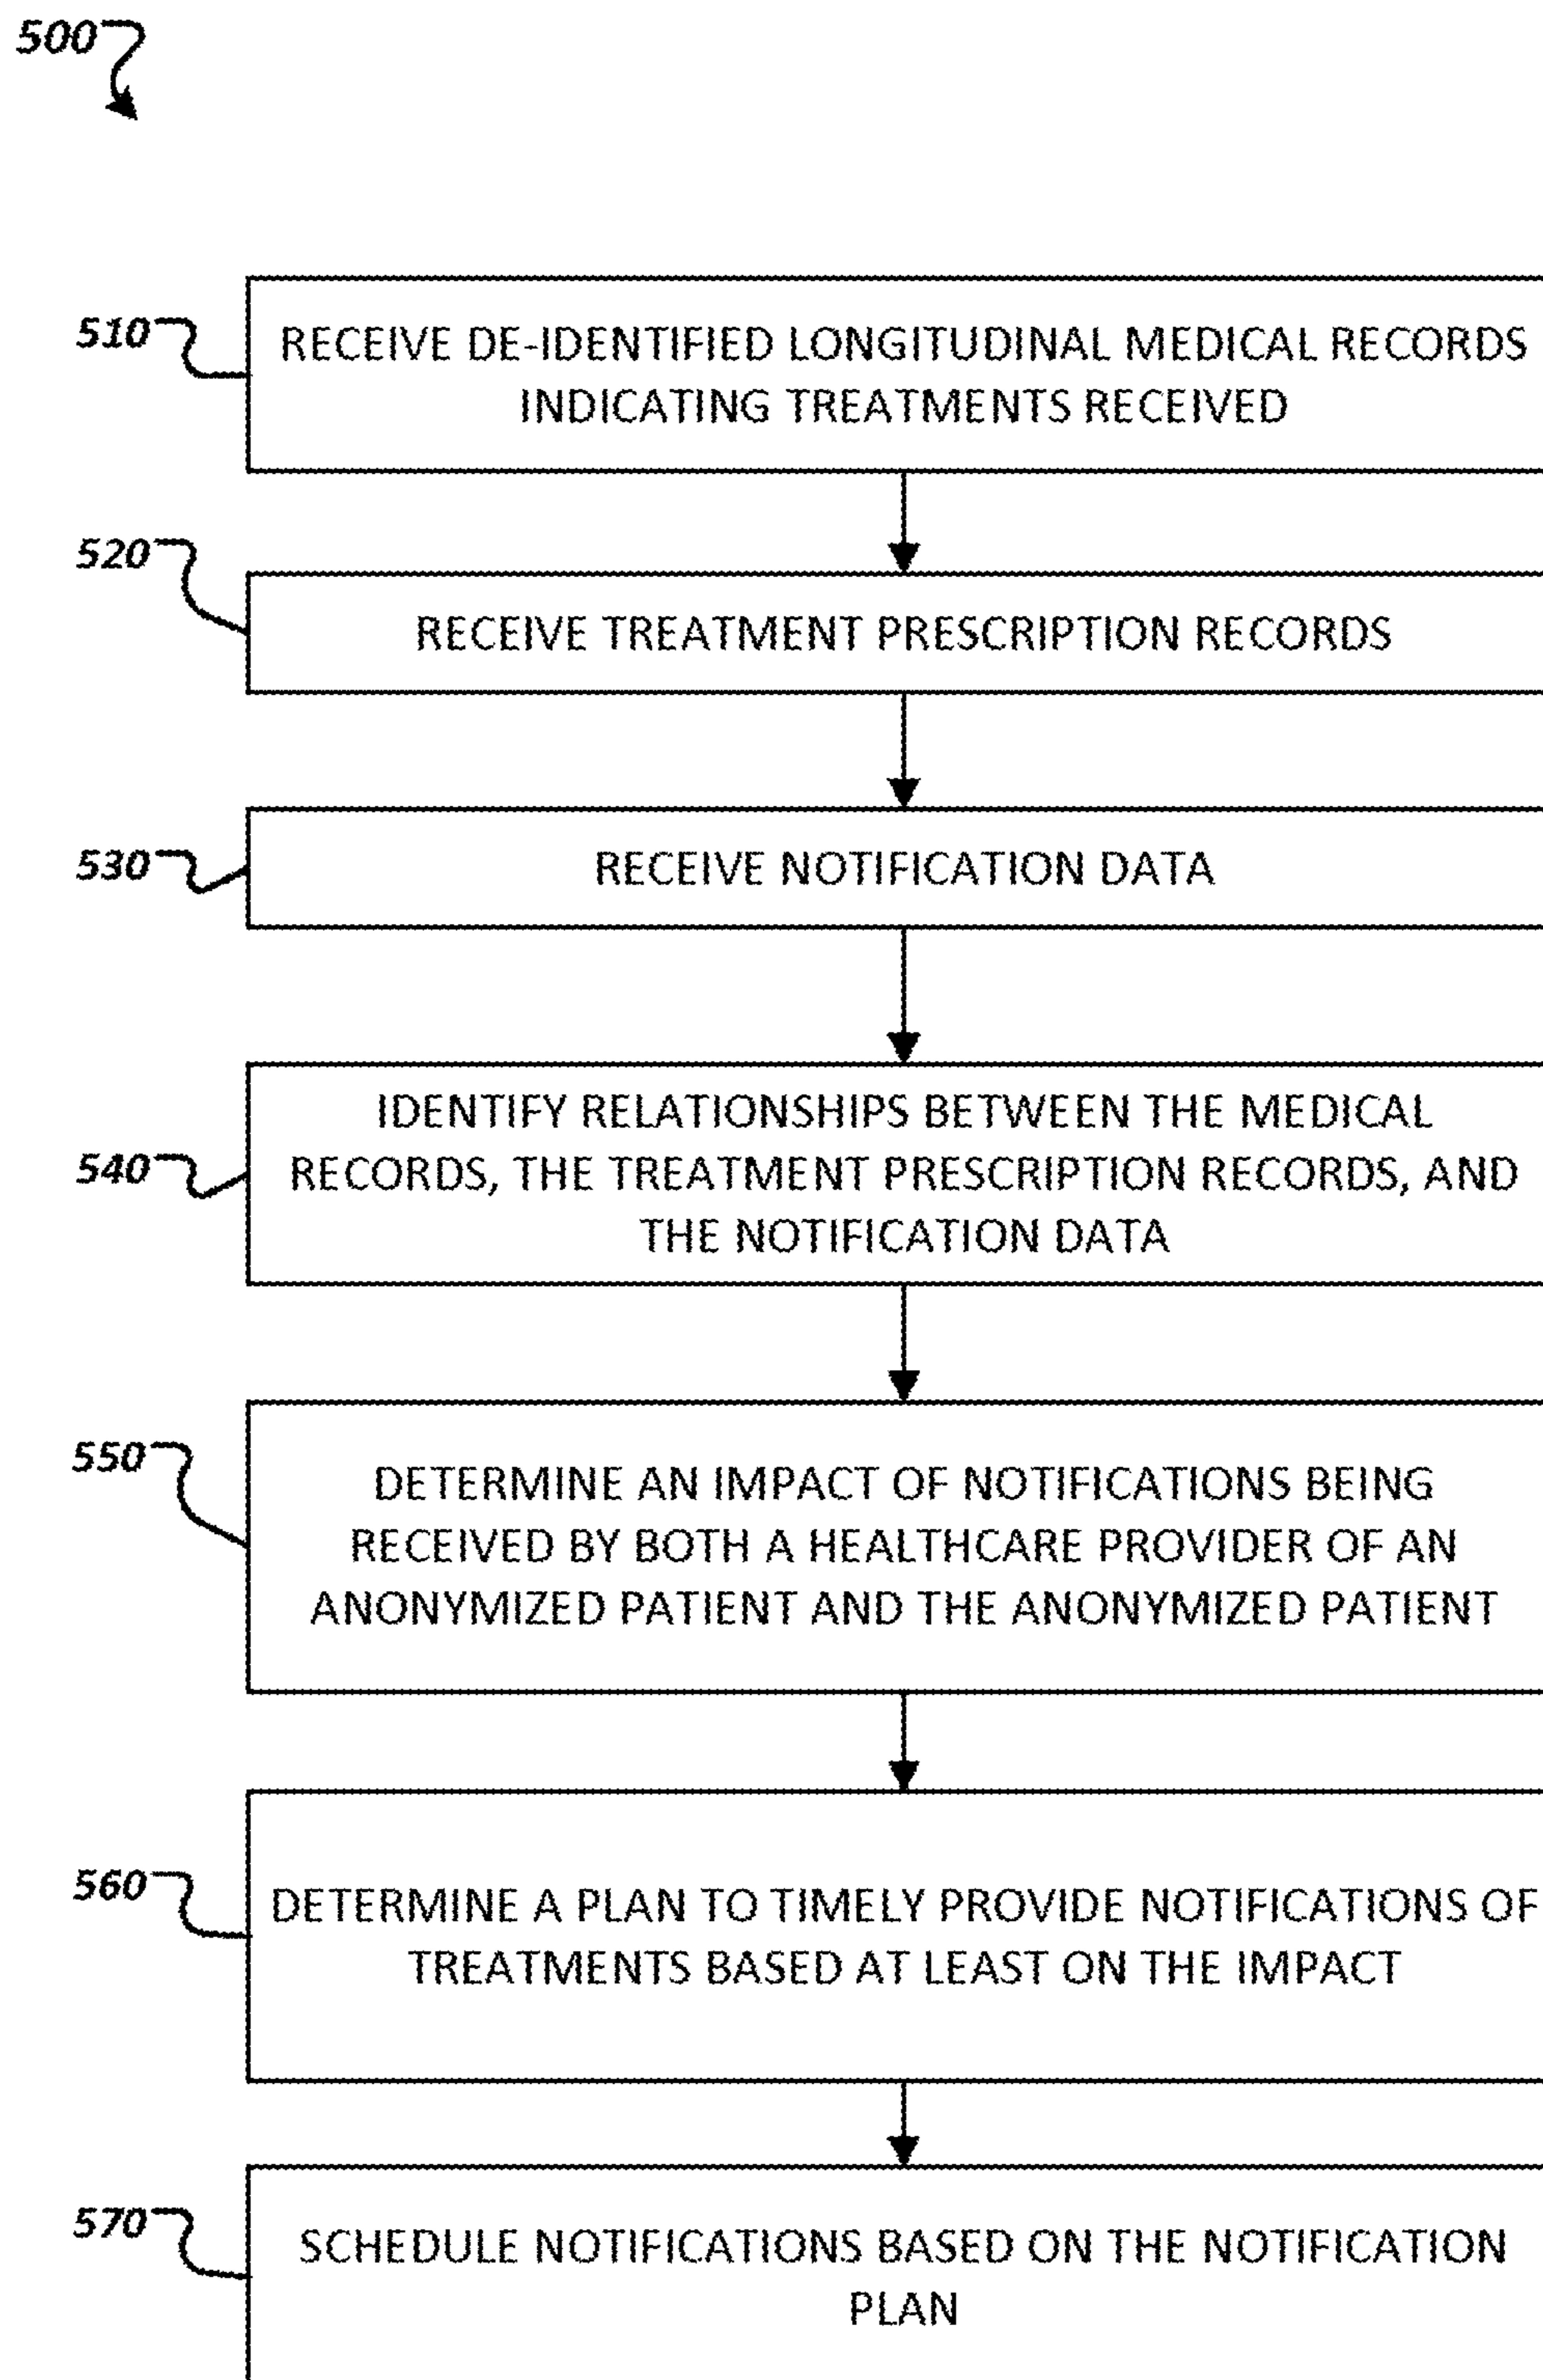 500
510
RECEIVE DE-IDENTIFIED LONGITUDINAL MEDICAL RECORDS
INDICATING TREATMENTS RECEIVED
520
RECEIVE TREATMENT PRESCRIPTION RECORDS
530
RECEIVE NOTIFICATION DATA
540
IDENTIFY RELATIONSHIPS BETWEEN THE MEDICAL
RECORDS, THE TREATMENT PRESCRIPTION RECORDS, AND
THE NOTIFICATION DATA
550
DETERMINE AN IMPACT OF NOTIFICATIONS BEING
RECEIVED BY BOTH A HEALTHCARE PROVIDER OF AN
ANONYMIZED PATIENT AND THE ANONYMIZED PATIENT
560
DETERMINE A PLAN TO TIMELY PROVIDE NOTIFICATIONS OF
TREATMENTS BASED AT LEAST ON THE IMPACT
570
SCHEDULE NOTIFICATIONS BASED ON THE NOTIFICATION
PLAN